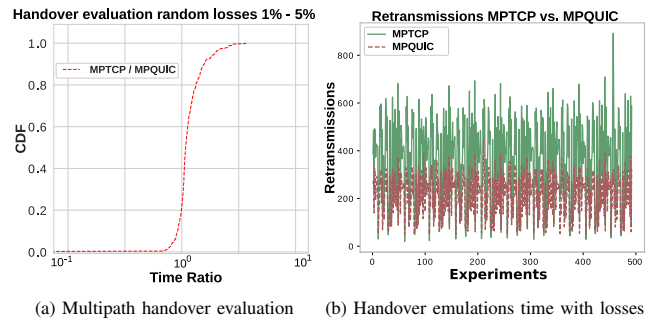 Handover evaluation random losses 1% - 5%
1.0
0.8
0.6
0.4
0.2
0.0
CDF
MPTCP / MPQUIC
10^-1
10^0
10^1
Time Ratio
(a) Multipath handover evaluation
Retransmissions MPTCP vs. MPQUIC
MPTCP
MPQUIC
800
600
400
200
0
Retransmissions
0 100 200 300 400 500
Experiments
(b) Handover emulations time with losses